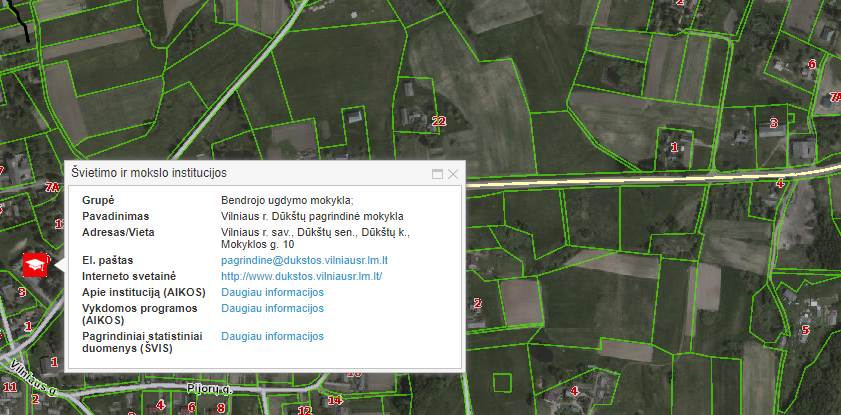 2
6
7A
22
3
1
4
7
7A
Švietimo ir mokslo institucijos
Grupė Bendrojo ugdymo mokykla;
Pavadinimas Vilniaus r. Dūkštų pagrindinė mokykla
Adresas/Vieta Vilniaus r. sav., Dūkštų sen., Dūkštų k.,
Mokyklos g. 10
El. paštas pagrindine@dukstos.vilniausr.lm.lt
Interneto svetainė http://www.dukstos.vilniausr.lm.lt/
Apie instituciją (AIKOS) Daugiau informacijos
Vykdomos programos Daugiau informacijos
(AIKOS)
Pagrindiniai statistiniai Daugiau informacijos
duomenys (ŠVIS)
3
1
2
5
1
Vilniaus g.
11
2
Pijorų g.
4
6
8
12
14
4